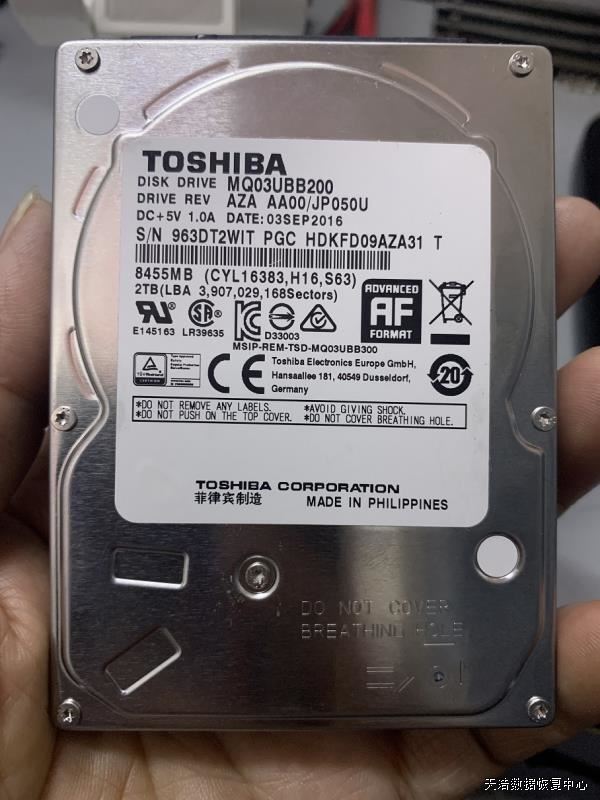 TOSHIBA
DISK DRIVE MQ03UBB200
DRIVE REV AZA AA00/JP050U
DC+5V 1.0A DATE:03SEP2016
S/N 963DT2WIT PGC HDKFD09AZA31 T
8455MB (CYL16383,H16,S63)
2TB(LBA 3,907,029,168Sectors)
ADVANCED
AF
FORMAT
E145163 LR39635
D33003
MSIP-REM-TSD-MQ03UBB300
Toshiba Electronics Europe GmbH,
Hansaallee 181, 40549 Dusseldorf,
Germany
20
*DO NOT REMOVE ANY LABELS. *AVOID GIVING SHOCK.
*DO NOT PUSH ON THE TOP COVER. *DO NOT COVER BREATHING HOLE.
TOSHIBA CORPORATION
菲律宾制造 MADE IN PHILIPPINES
DO NOT COVER
BREATHING HOLE
天浩数据恢复中心